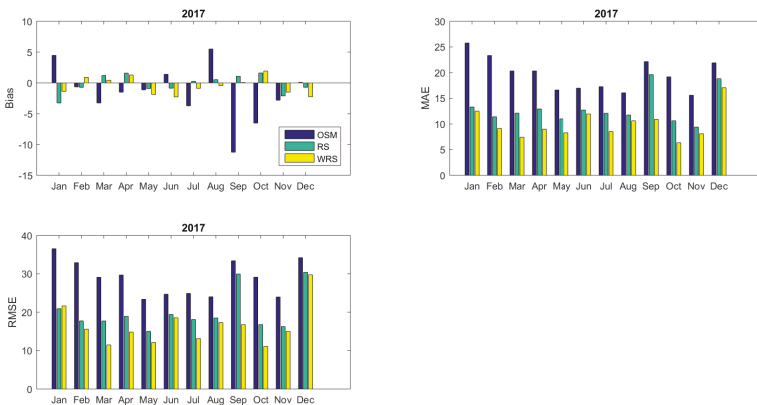 2017
10
5
0
-5
-10
-15
Bias
OSM
RS
WRS
Jan Feb Mar Apr May Jun Jul Aug Sep Oct Nov Dec
2017
30
25
20
15
10
5
0
MAE
Jan Feb Mar Apr May Jun Jul Aug Sep Oct Nov Dec
2017
40
30
20
10
0
RMSE
Jan Feb Mar Apr May Jun Jul Aug Sep Oct Nov Dec